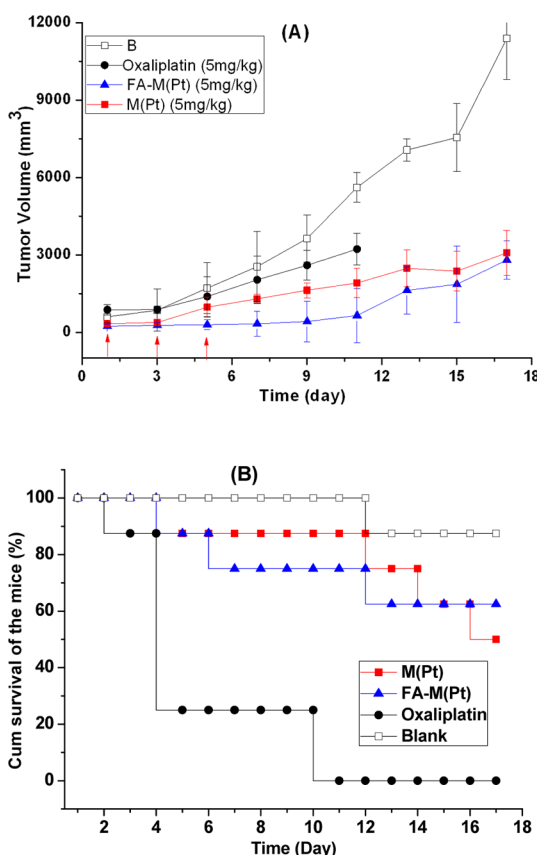 (A)
B
Oxaliplatin (5mg/kg)
FA-M(Pt) (5mg/kg)
M(Pt) (5mg/kg)
Tumor Volume (mm³)
12000
9000
6000
3000
0
0 3 6 9 12 15 18
Time (day)
(B)
Cum survival of the mice (%)
100
80
60
40
20
0
M(Pt)
FA-M(Pt)
Oxaliplatin
Blank
2 4 6 8 10 12 14 16 18
Time (Day)